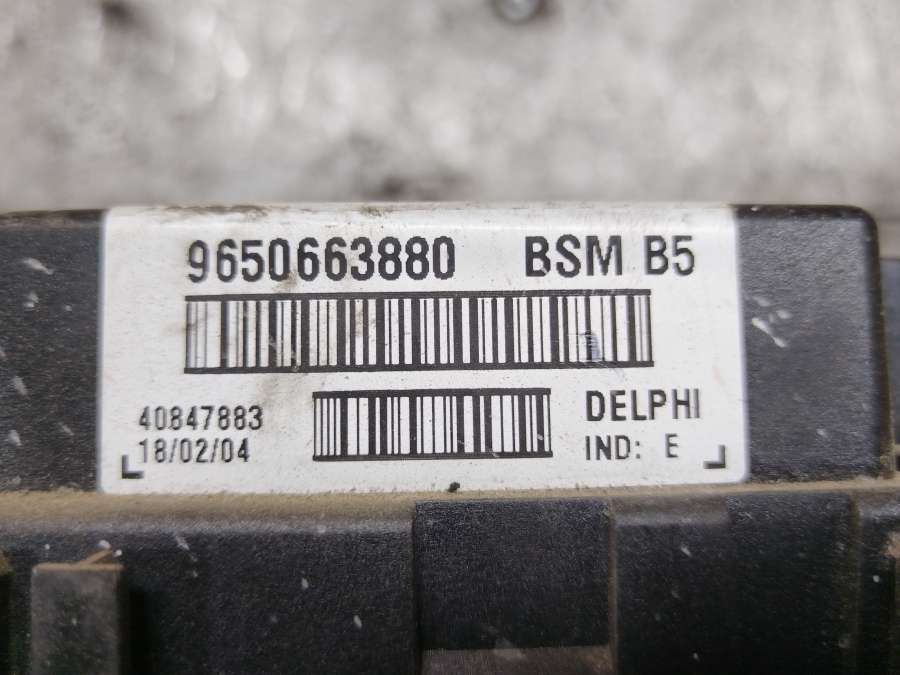 9650663880 BSM B5
40847883 DELPHI
18/02/04 IND: E